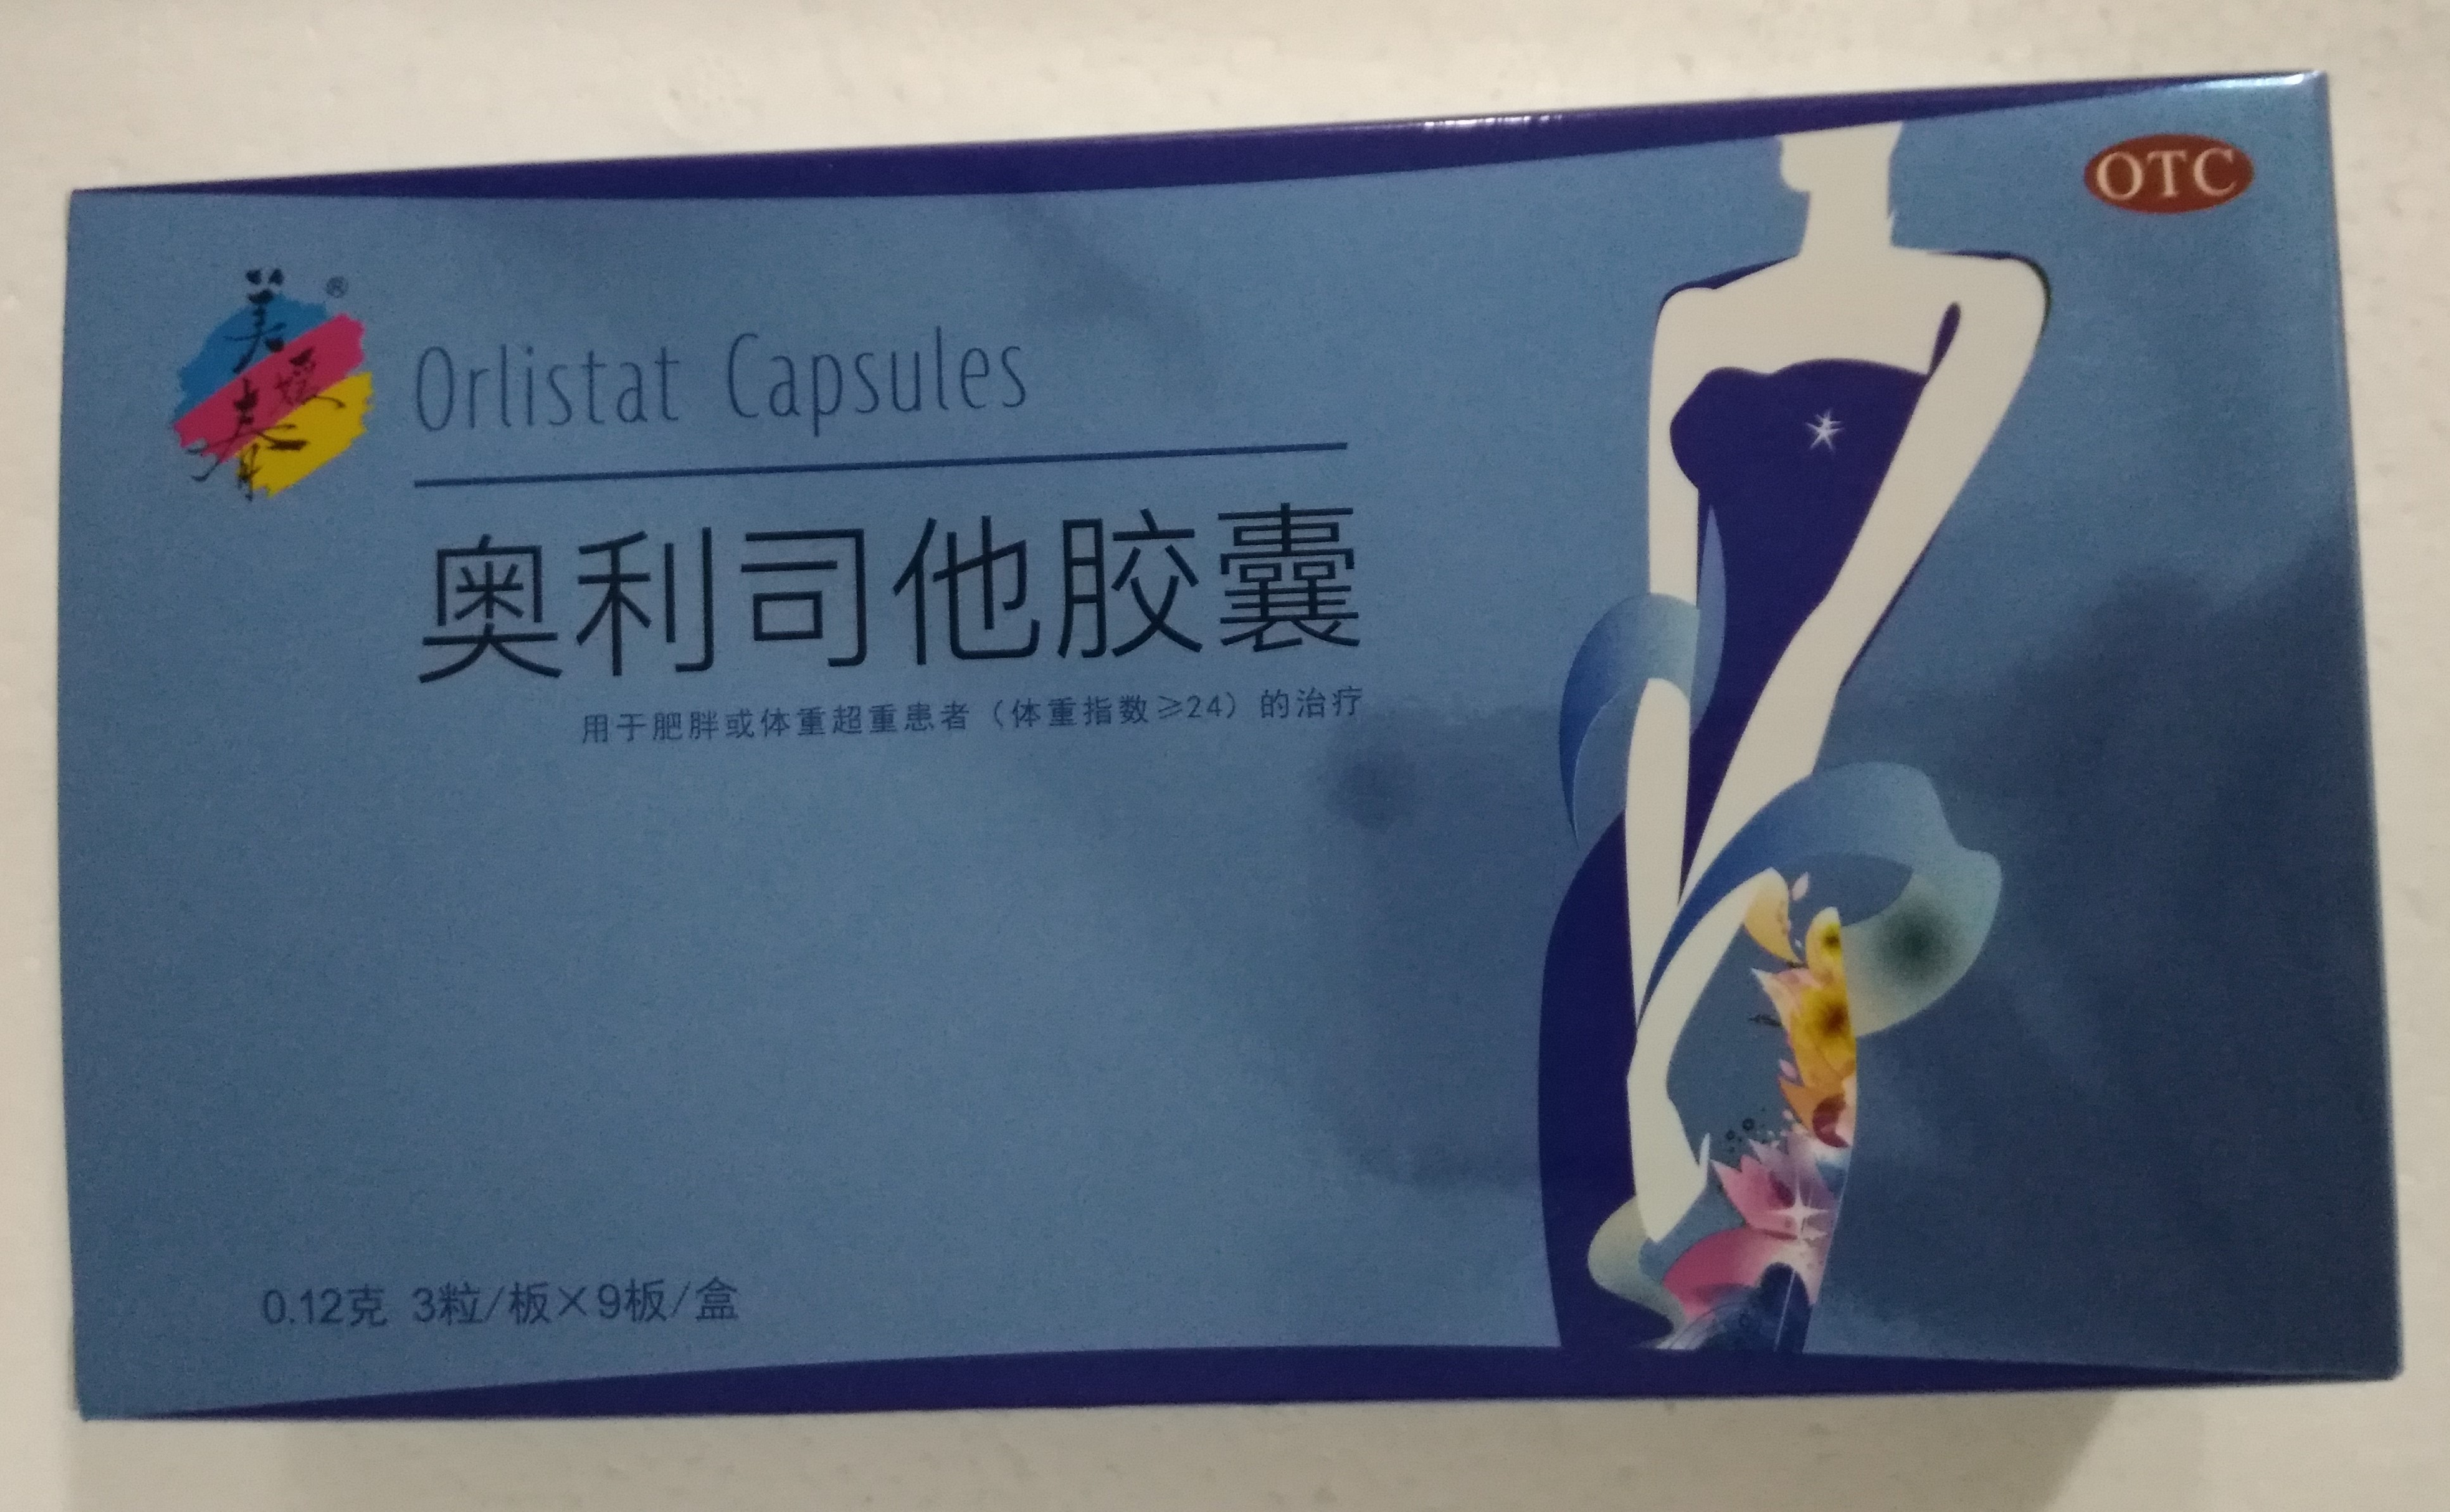 OTC
®
Orlistat Capsules
奥利司他胶囊
用于肥胖或体重超重患者（体重指数≥24）的治疗
0.12克 3粒/板×9板/盒